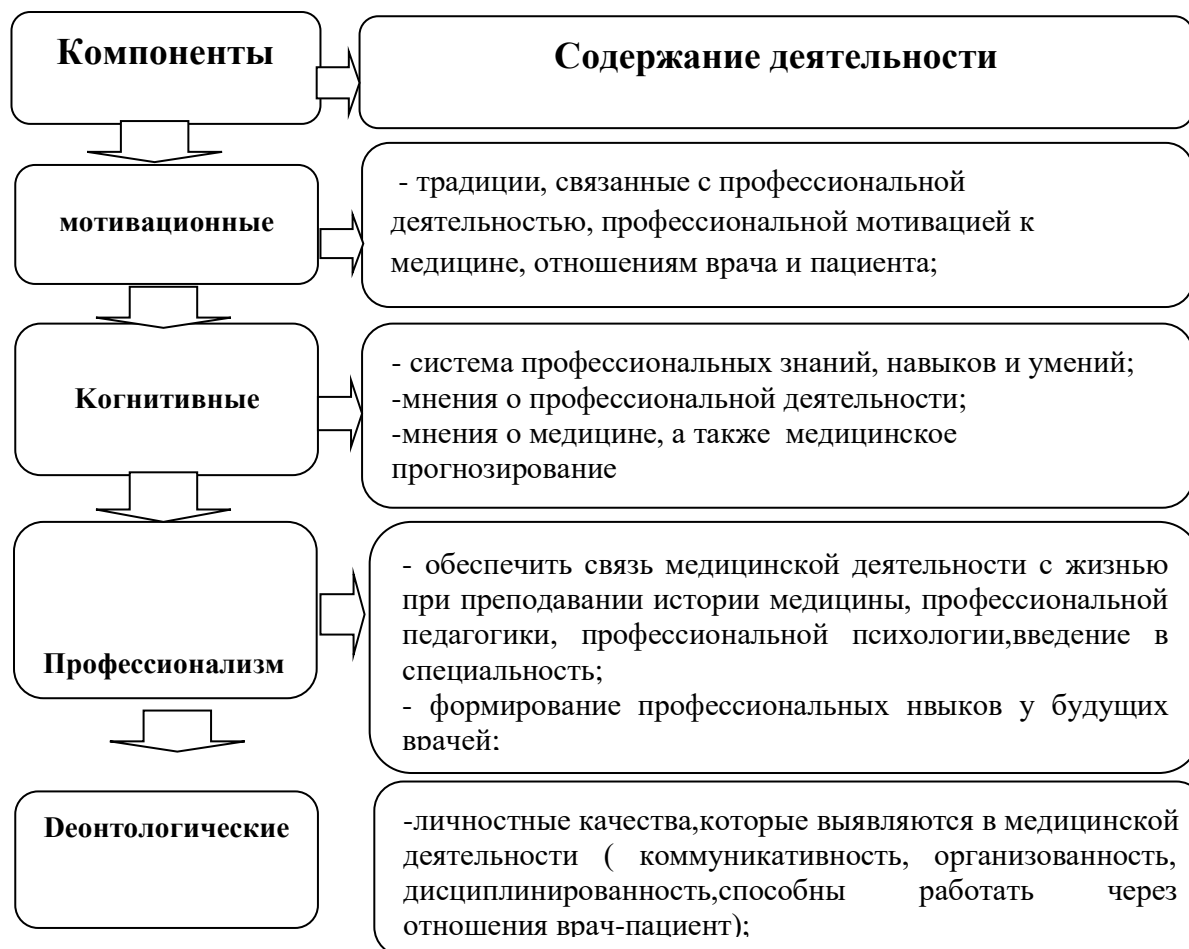 Компоненты
Содержание деятельности
мотивационные
- традиции, связанные с профессиональной
деятельностью, профессиональной мотивацией к
медицине, отношениям врача и пациента;
Когнитивные
- система профессиональных знаний, навыков и умений;
-мнения о профессиональной деятельности;
-мнения о медицине, а также медицинское
прогнозирование
Профессионализм
- обеспечить связь медицинской деятельности с жизнью
при преподавании истории медицины, профессиональной
педагогики, профессиональной психологии,введение в
специальность;
- формирование профессиональных нвыков у будущих
врачей;
Dеонтологические
-личностные качества,которые выявляются в медицинской
деятельности ( коммуникативность, организованность,
дисциплинированность,способны работать через
отношения врач-пациент);